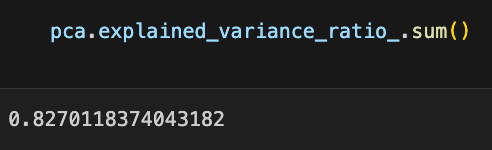 pca.explained_variance_ratio_.sum()
0.8270118374043182